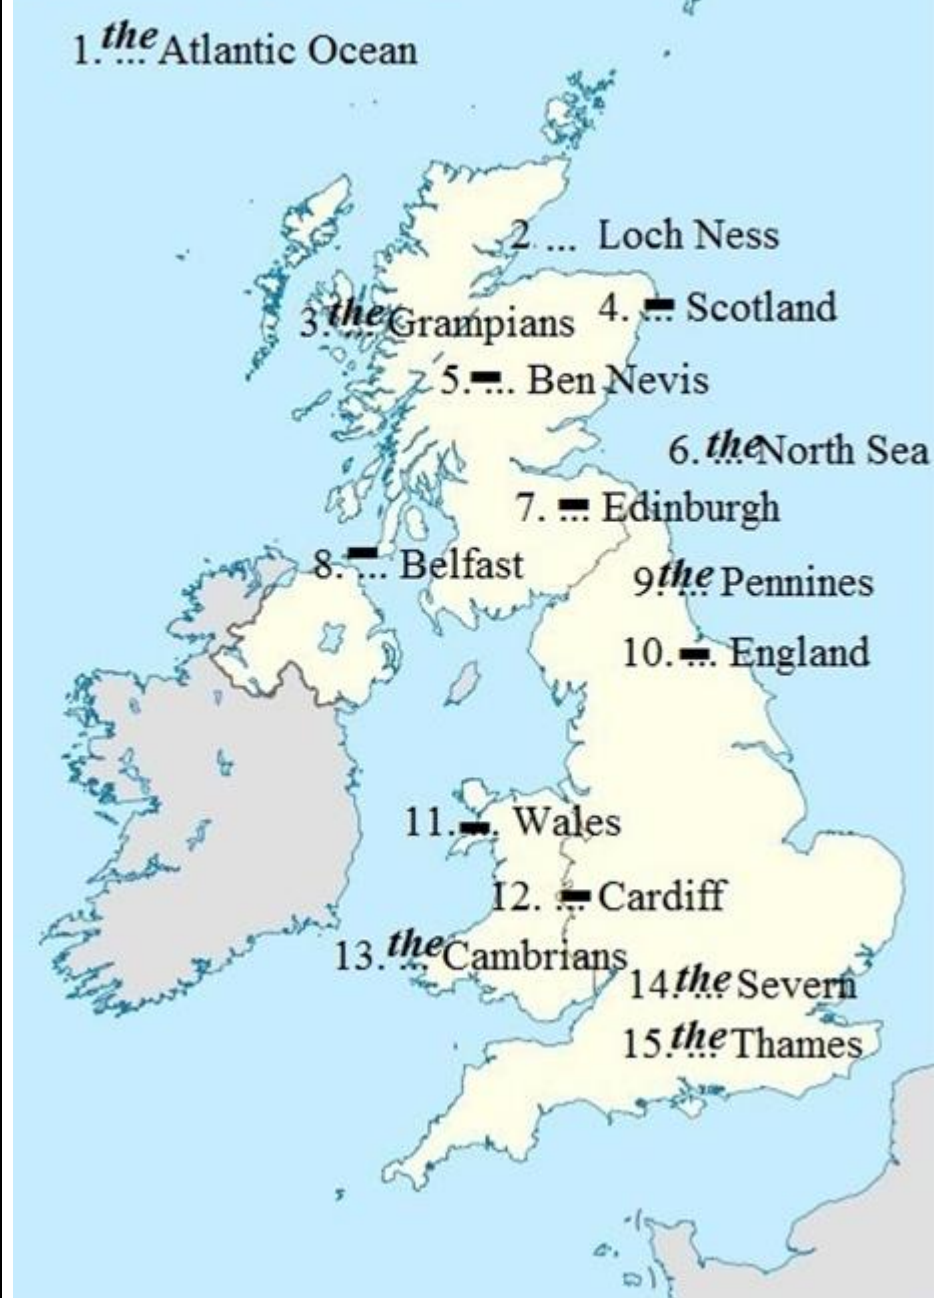 1. the ... Atlantic Ocean
2 ... Loch Ness
3. the ... Grampians
4. – ... Scotland
5. – ... Ben Nevis
6. the ... North Sea
7. – ... Edinburgh
8. – ... Belfast
9 the ... Pennines
10. – ... England
11. – ... Wales
12. – ... Cardiff
13. the ... Cambrians
14. the ... Severn
15. the ... Thames